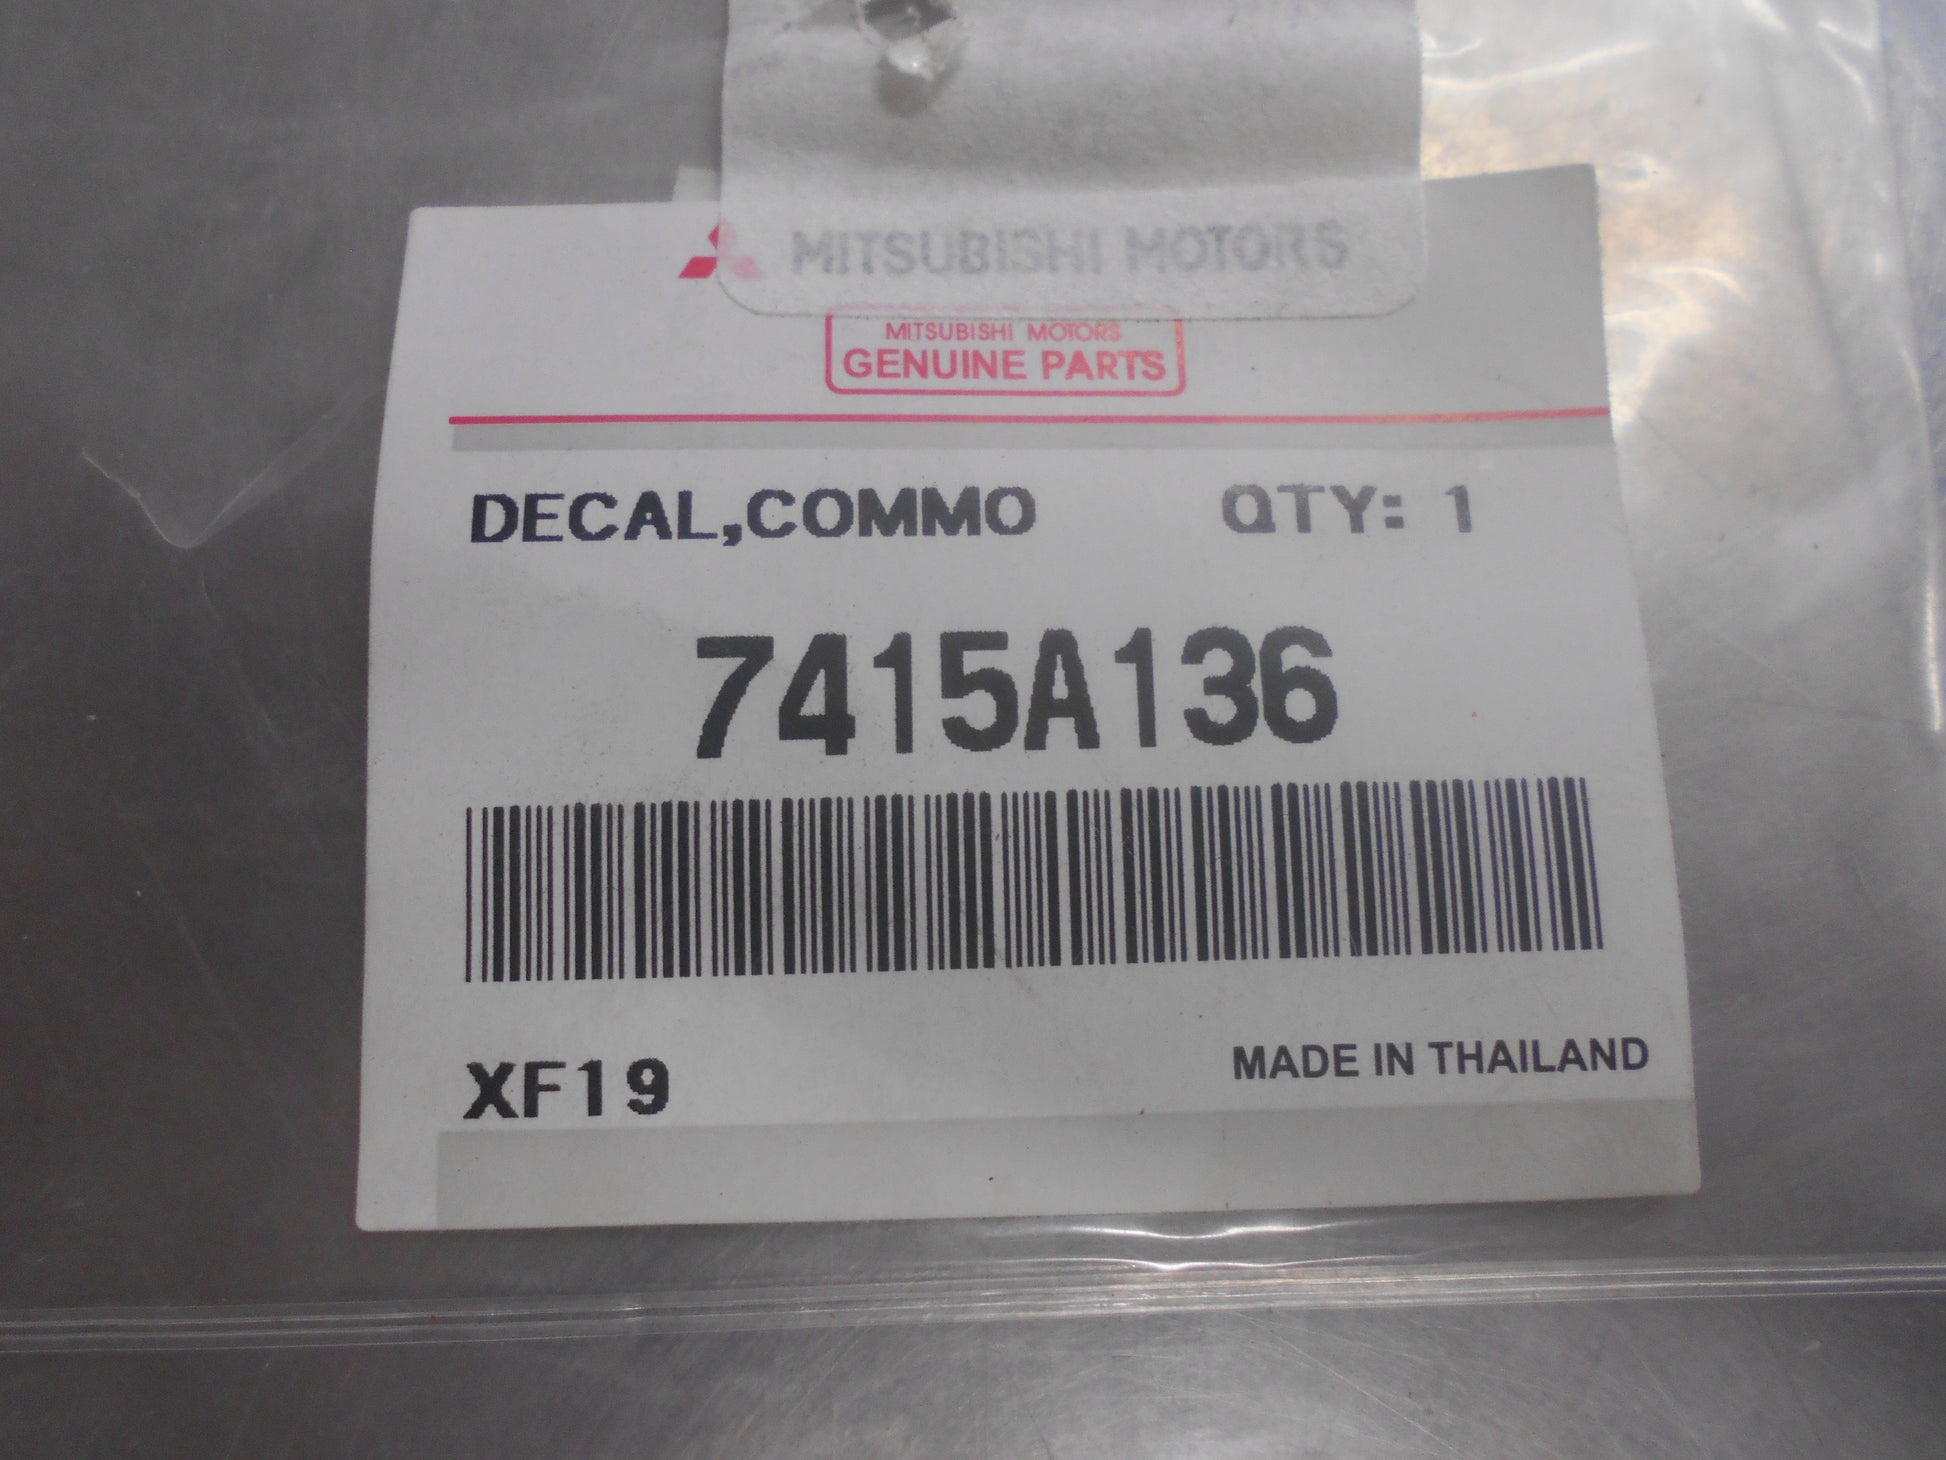 MITSUBISHI MOTORS
MITSUBISHI MOTORS
GENUINE PARTS
DECAL,COMMO QTY: 1
7415A136
XF19 MADE IN THAILAND